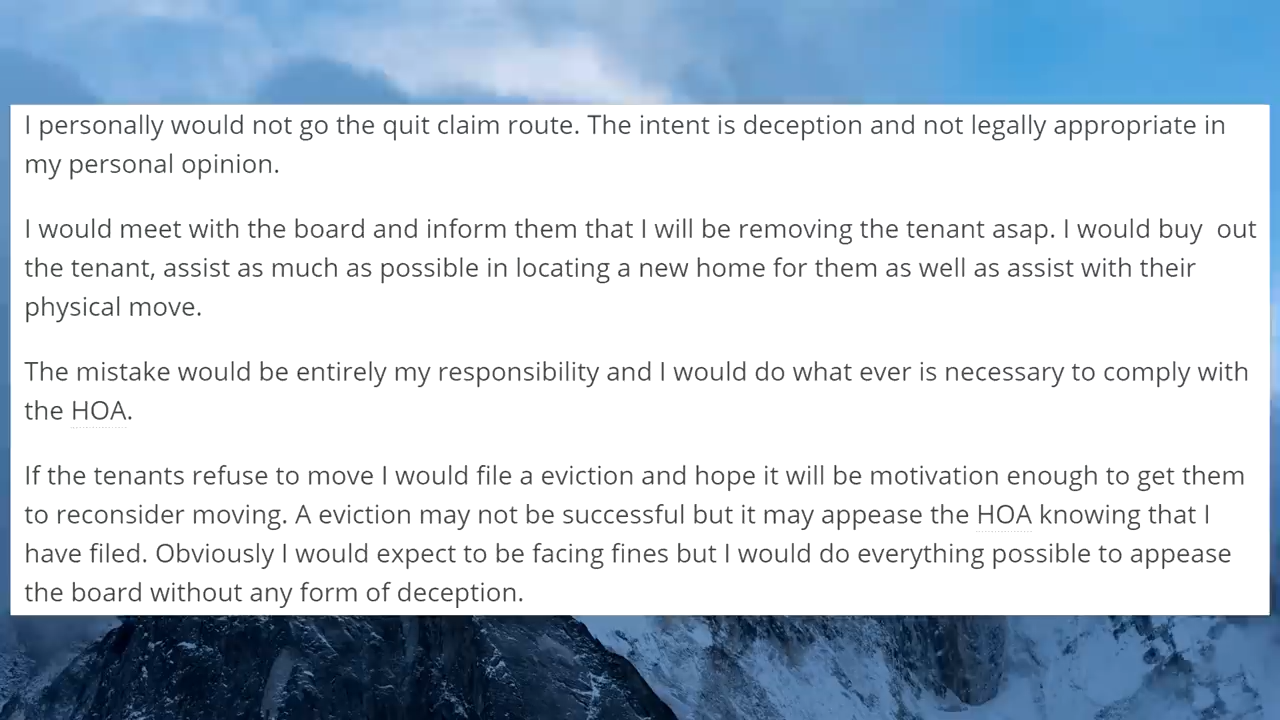 I personally would not go the quit claim route. The intent is deception and not legally appropriate in
my personal opinion.
I would meet with the board and inform them that I will be removing the tenant asap. I would buy  out
the tenant, assist as much as possible in locating a new home for them as well as assist with their
physical move.
The mistake would be entirely my responsibility and I would do what ever is necessary to comply with
the HOA.
If the tenants refuse to move I would file a eviction and hope it will be motivation enough to get them
to reconsider moving. A eviction may not be successful but it may appease the HOA knowing that I
have filed. Obviously I would expect to be facing fines but I would do everything possible to appease
the board without any form of deception.